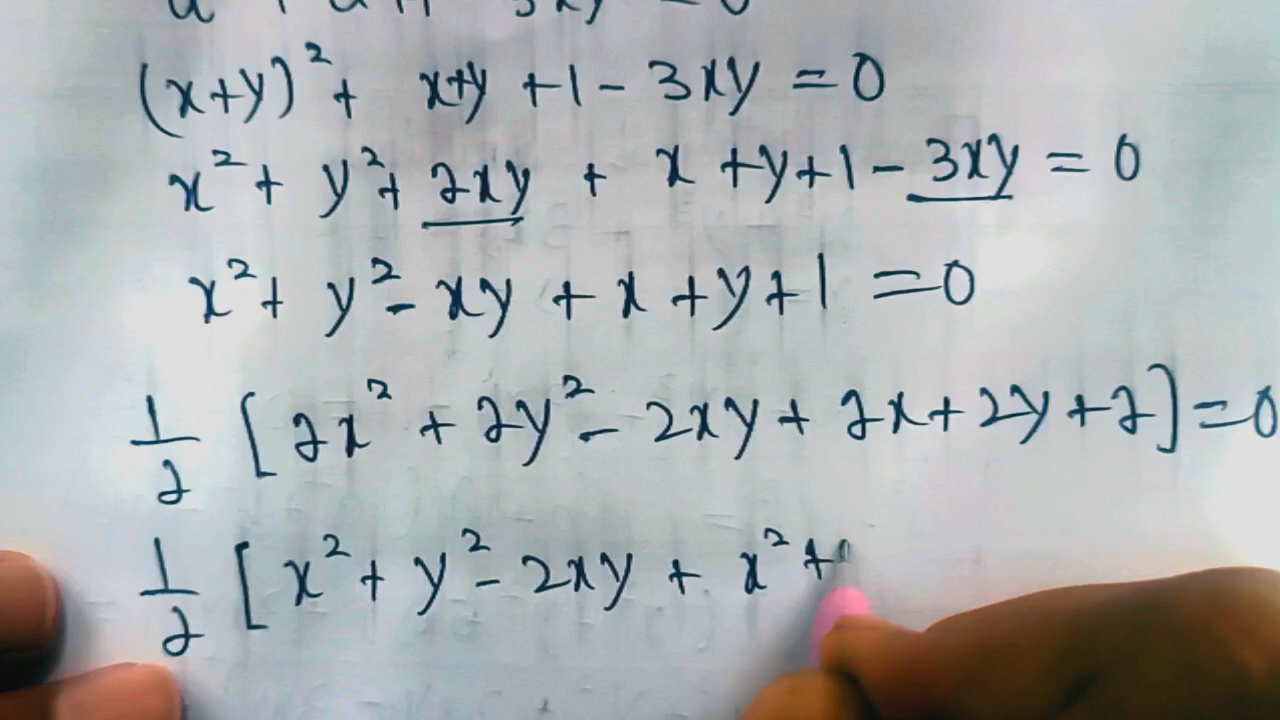 (x+y)² + x+y +1 - 3xy = 0
x² + y² + 2xy + x + y + 1 - 3xy = 0
x² + y² - xy + x + y + 1 = 0
1/2 [2x² + 2y² - 2xy + 2x + 2y + 2] = 0
1/2 [x² + y² - 2xy + x² +